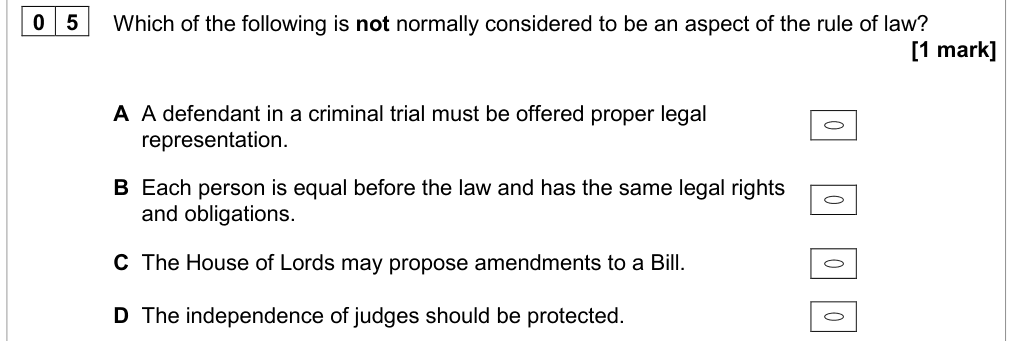 0 5 Which of the following is not normally considered to be an aspect of the rule of law?
[1 mark]
A A defendant in a criminal trial must be offered proper legal
representation.
B Each person is equal before the law and has the same legal rights
and obligations.
C The House of Lords may propose amendments to a Bill.
D The independence of judges should be protected.